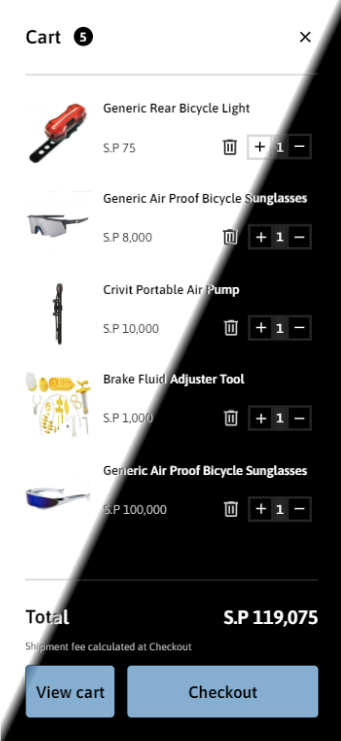 Cart 5 ×
Generic Rear Bicycle Light
S.P 75 + 1 −
Generic Air Proof Bicycle Sunglasses
S.P 8,000 + 1 −
Crivit Portable Air Pump
S.P 10,000 + 1 −
Brake Fluid Adjuster Tool
S.P 1,000 + 1 −
Generic Air Proof Bicycle Sunglasses
S.P 100,000 + 1 −
Total S.P 119,075
Shipment fee calculated at Checkout
View cart Checkout